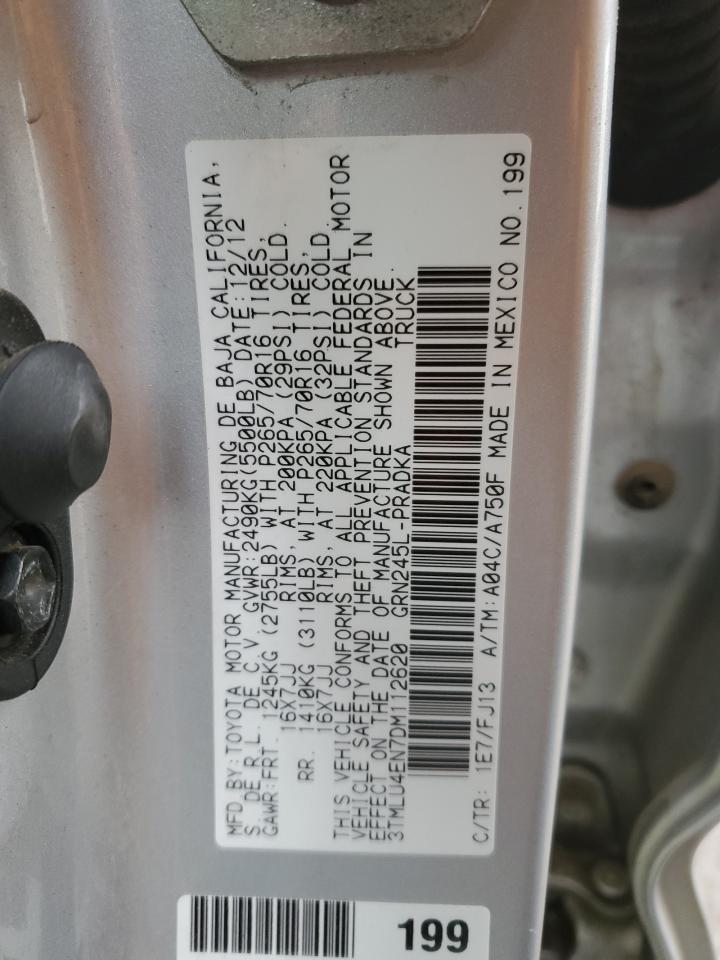 MFD.BY:TOYOTA MOTOR MANUFACTURING DE BAJA CALIFORNIA,
S. DE R.L. DE C.V. GVWR:2490KG(5500LB) DATE:12/12
GAWR:FRT. 1245KG (2755LB) WITH P265/70R16 TIRES,
16X7JJ RIMS, AT 200KPA (29PSI) COLD.
RR. 1410KG (3110LB) WITH P265/70R16 TIRES,
16X7JJ RIMS, AT 220KPA (32PSI) COLD.
THIS VEHICLE CONFORMS TO ALL APPLICABLE FEDERAL MOTOR
VEHICLE SAFETY AND THEFT PREVENTION STANDARDS IN
EFFECT ON THE DATE OF MANUFACTURE SHOWN ABOVE.
3TMLU4EN7DM112620 GRN245L-PRADKA TRUCK
C/TR: 1E7/FJ13 A/TM:A04C/A750F MADE IN MEXICO NO.199
199